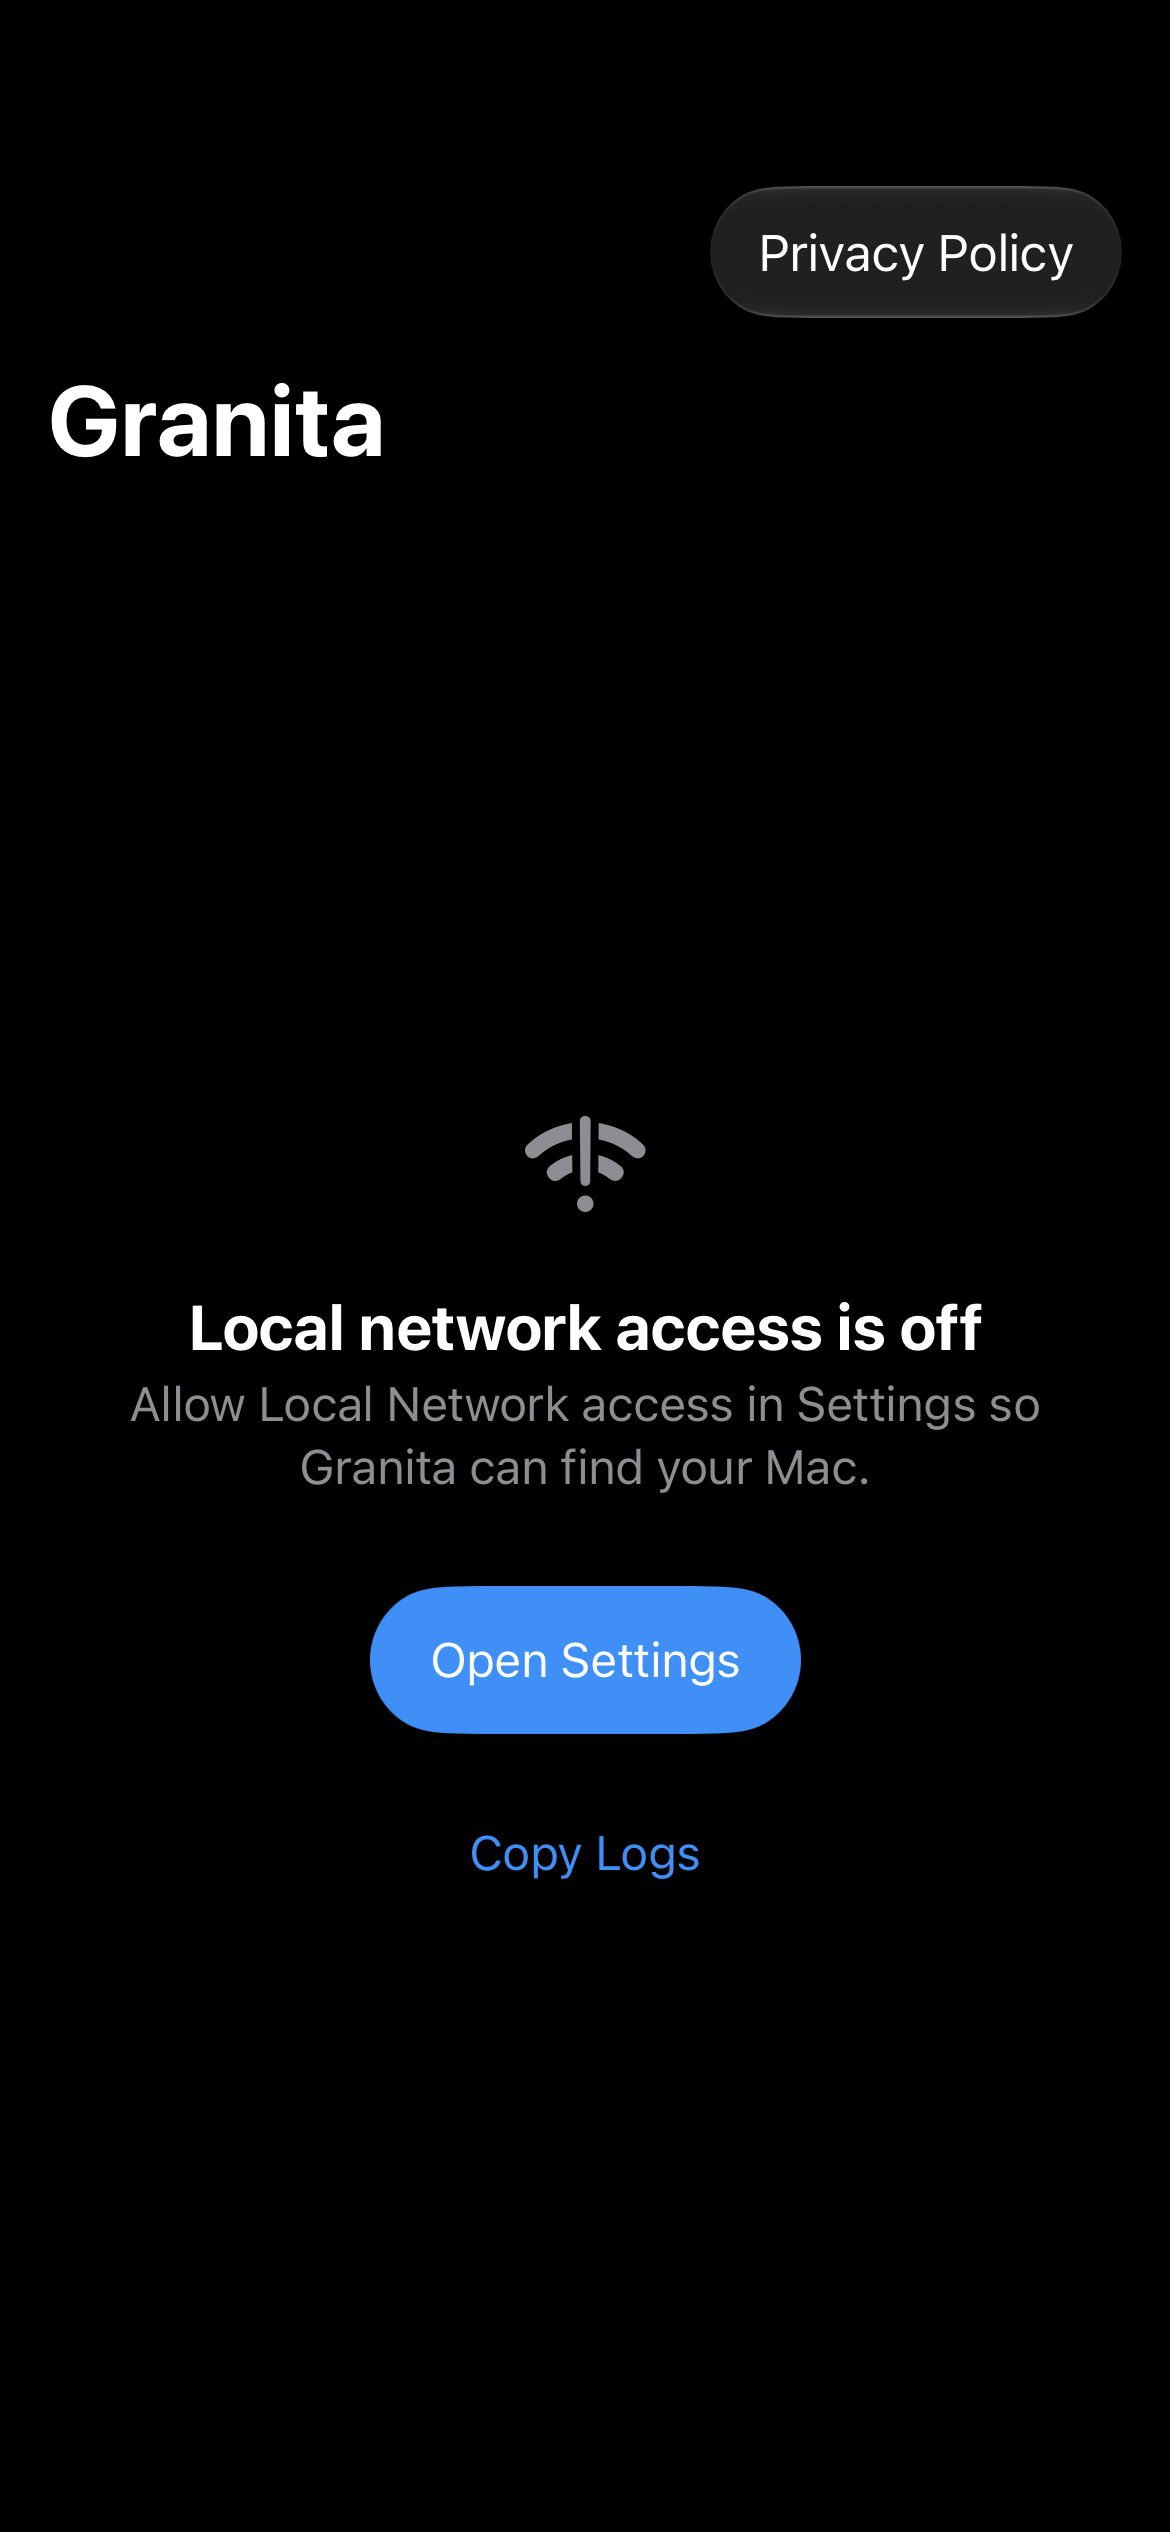 Privacy Policy
Granita
Local network access is off
Allow Local Network access in Settings so
Granita can find your Mac.
Open Settings
Copy Logs